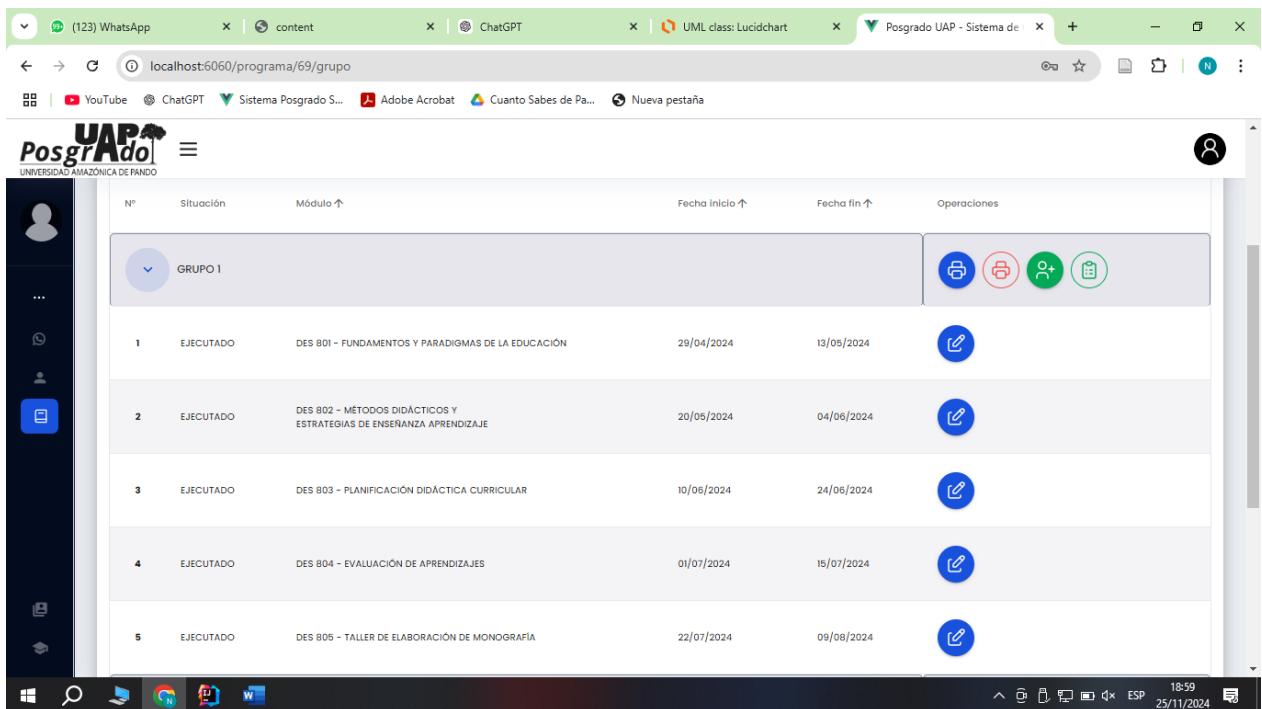 (123) WhatsApp
content
ChatGPT
UML class: Lucidchart
Posgrado UAP - Sistema de
localhost:6060/programa/69/grupo
N
YouTube
ChatGPT
Sistema Posgrado S...
Adobe Acrobat
Cuanto Sabes de Pa...
Nueva pestaña
UAP
PosgrAdo
UNIVERSIDAD AMAZÓNICA DE PANDO
N° Situación Módulo Fecha inicio Fecha fin Operaciones
GRUPO 1
1 EJECUTADO DES 801 - FUNDAMENTOS Y PARADIGMAS DE LA EDUCACIÓN 29/04/2024 13/05/2024
2 EJECUTADO DES 802 - MÉTODOS DIDÁCTICOS Y 20/05/2024 04/06/2024
ESTRATEGIAS DE ENSEÑANZA APRENDIZAJE
3 EJECUTADO DES 803 - PLANIFICACIÓN DIDÁCTICA CURRICULAR 10/06/2024 24/06/2024
4 EJECUTADO DES 804 - EVALUACIÓN DE APRENDIZAJES 01/07/2024 15/07/2024
5 EJECUTADO DES 805 - TALLER DE ELABORACIÓN DE MONOGRAFÍA 22/07/2024 09/08/2024
ESP
18:59
25/11/2024